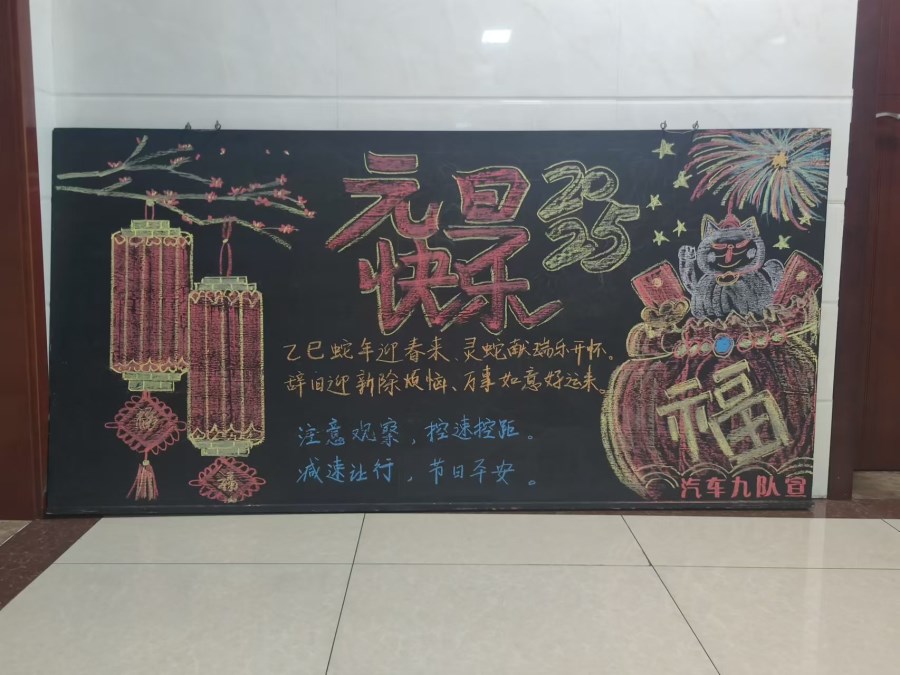 元旦
快乐
2025
乙巳蛇年迎春来、灵蛇献瑞乐开怀。
辞旧迎新除烦恼、万事如意好运来。
注意观察，控速控距。
减速让行，节日平安。
福
福
福
汽车九队宣